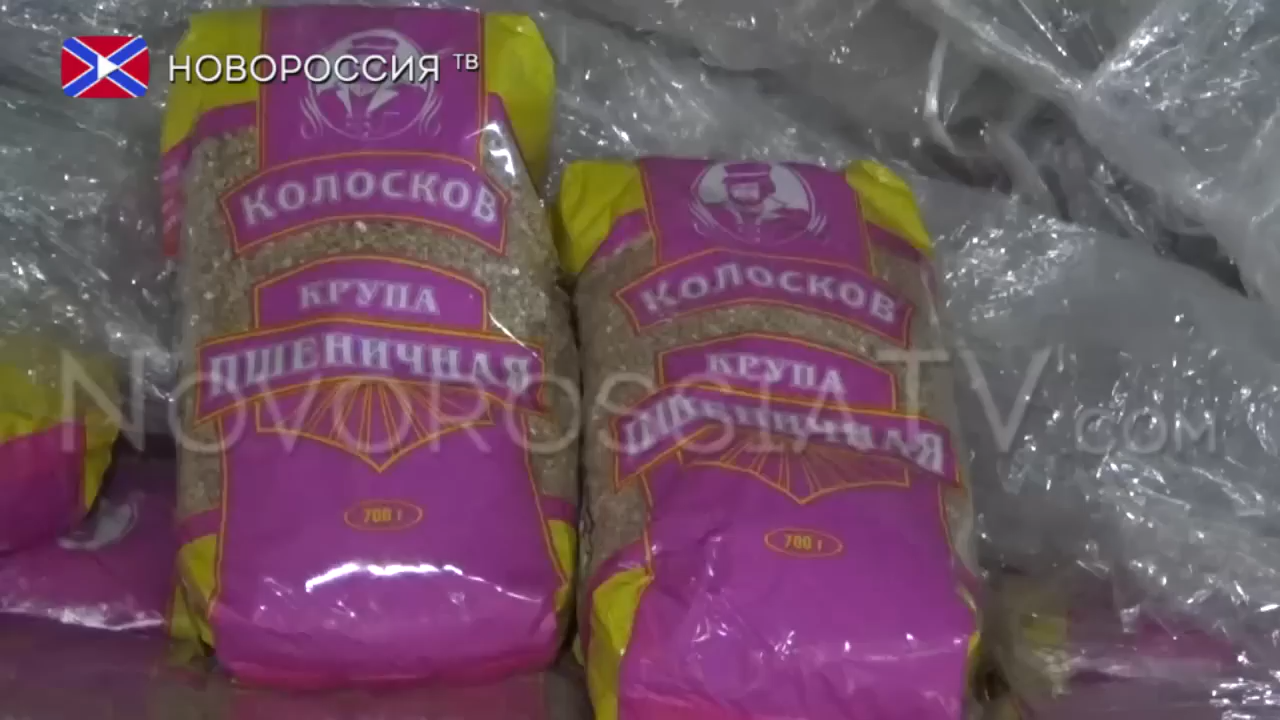 НОВОРОССИЯ ТВ
КОЛОСКОВ
КРУПА
ПШЕНИЧНАЯ
700 г
КОЛОСКОВ
КРУПА
ПШЕНИЧНАЯ
700 г
NOVOROSSIATV.COM